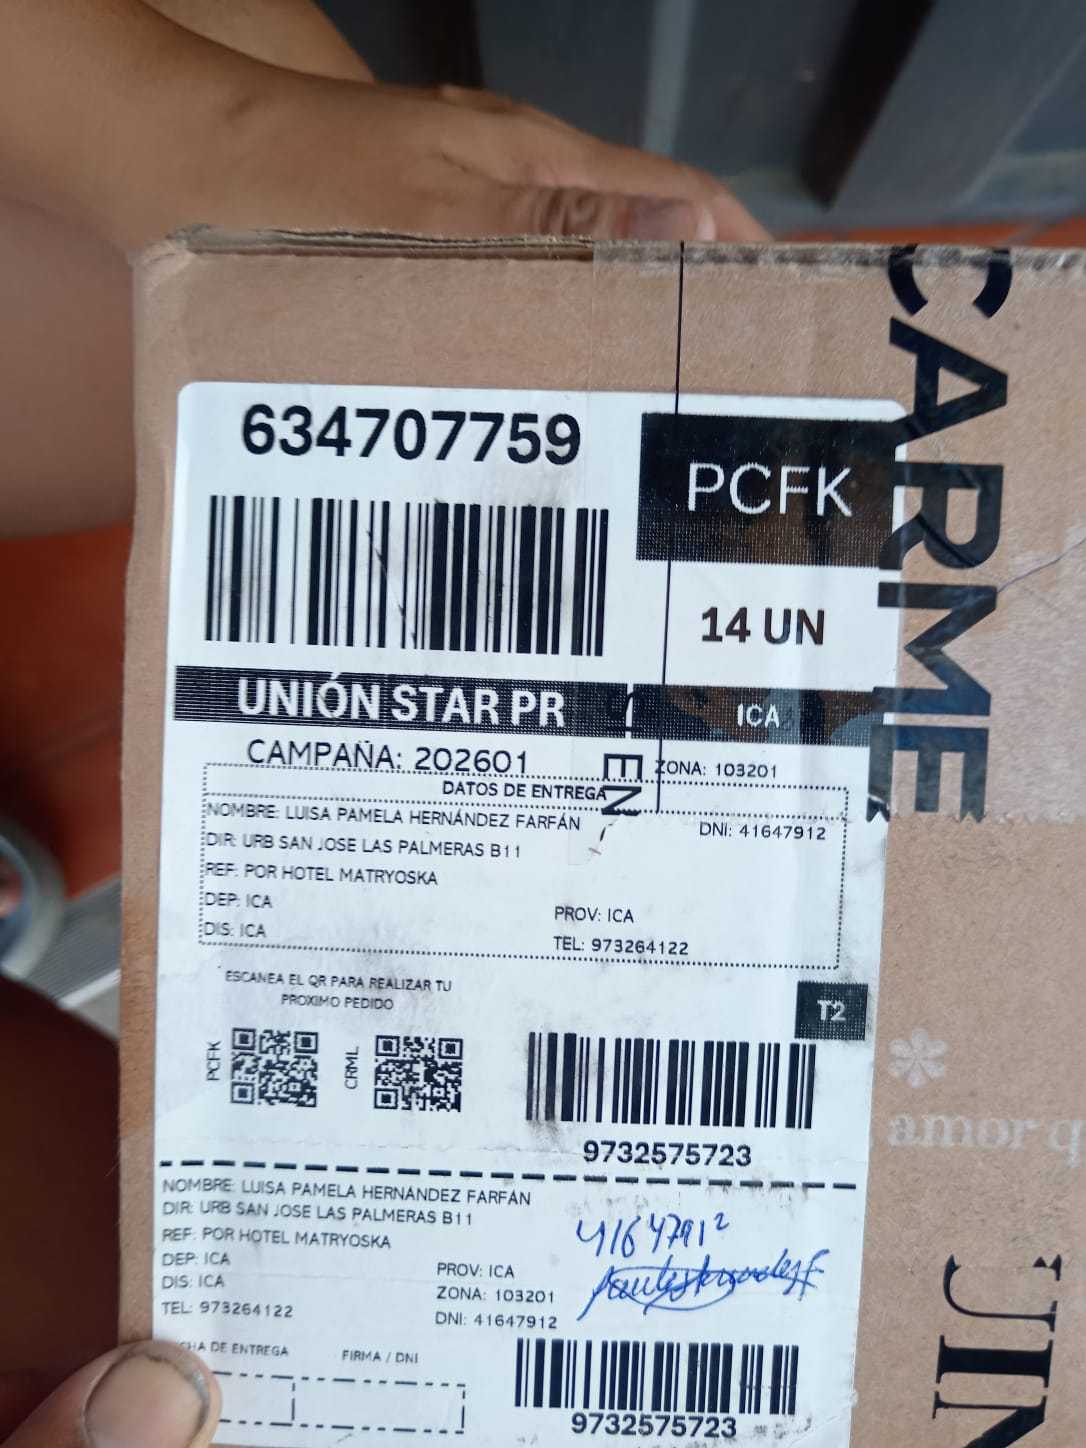 634707759
PCFK
14 UN
UNIÓN STAR PR
ICA
CAMPAÑA: 202601
ZONA: 103201
DATOS DE ENTREGA
NOMBRE: LUISA PAMELA HERNÁNDEZ FARFÁN
DNI: 41647912
DIR: URB SAN JOSE LAS PALMERAS B11
REF: POR HOTEL MATRYOSKA
DEP: ICA
PROV: ICA
DIS: ICA
TEL: 973264122
ESCANEA EL QR PARA REALIZAR TU
PROXIMO PEDIDO
T2
PCFK
CRML
9732575723
NOMBRE: LUISA PAMELA HERNÁNDEZ FARFÁN
DIR: URB SAN JOSE LAS PALMERAS B11
REF: POR HOTEL MATRYOSKA
DEP: ICA
PROV: ICA
DIS: ICA
ZONA: 103201
TEL: 973264122
DNI: 41647912
41647912
DE ENTREGA
FIRMA / DNI
9732575723
CARME
EN
amor q